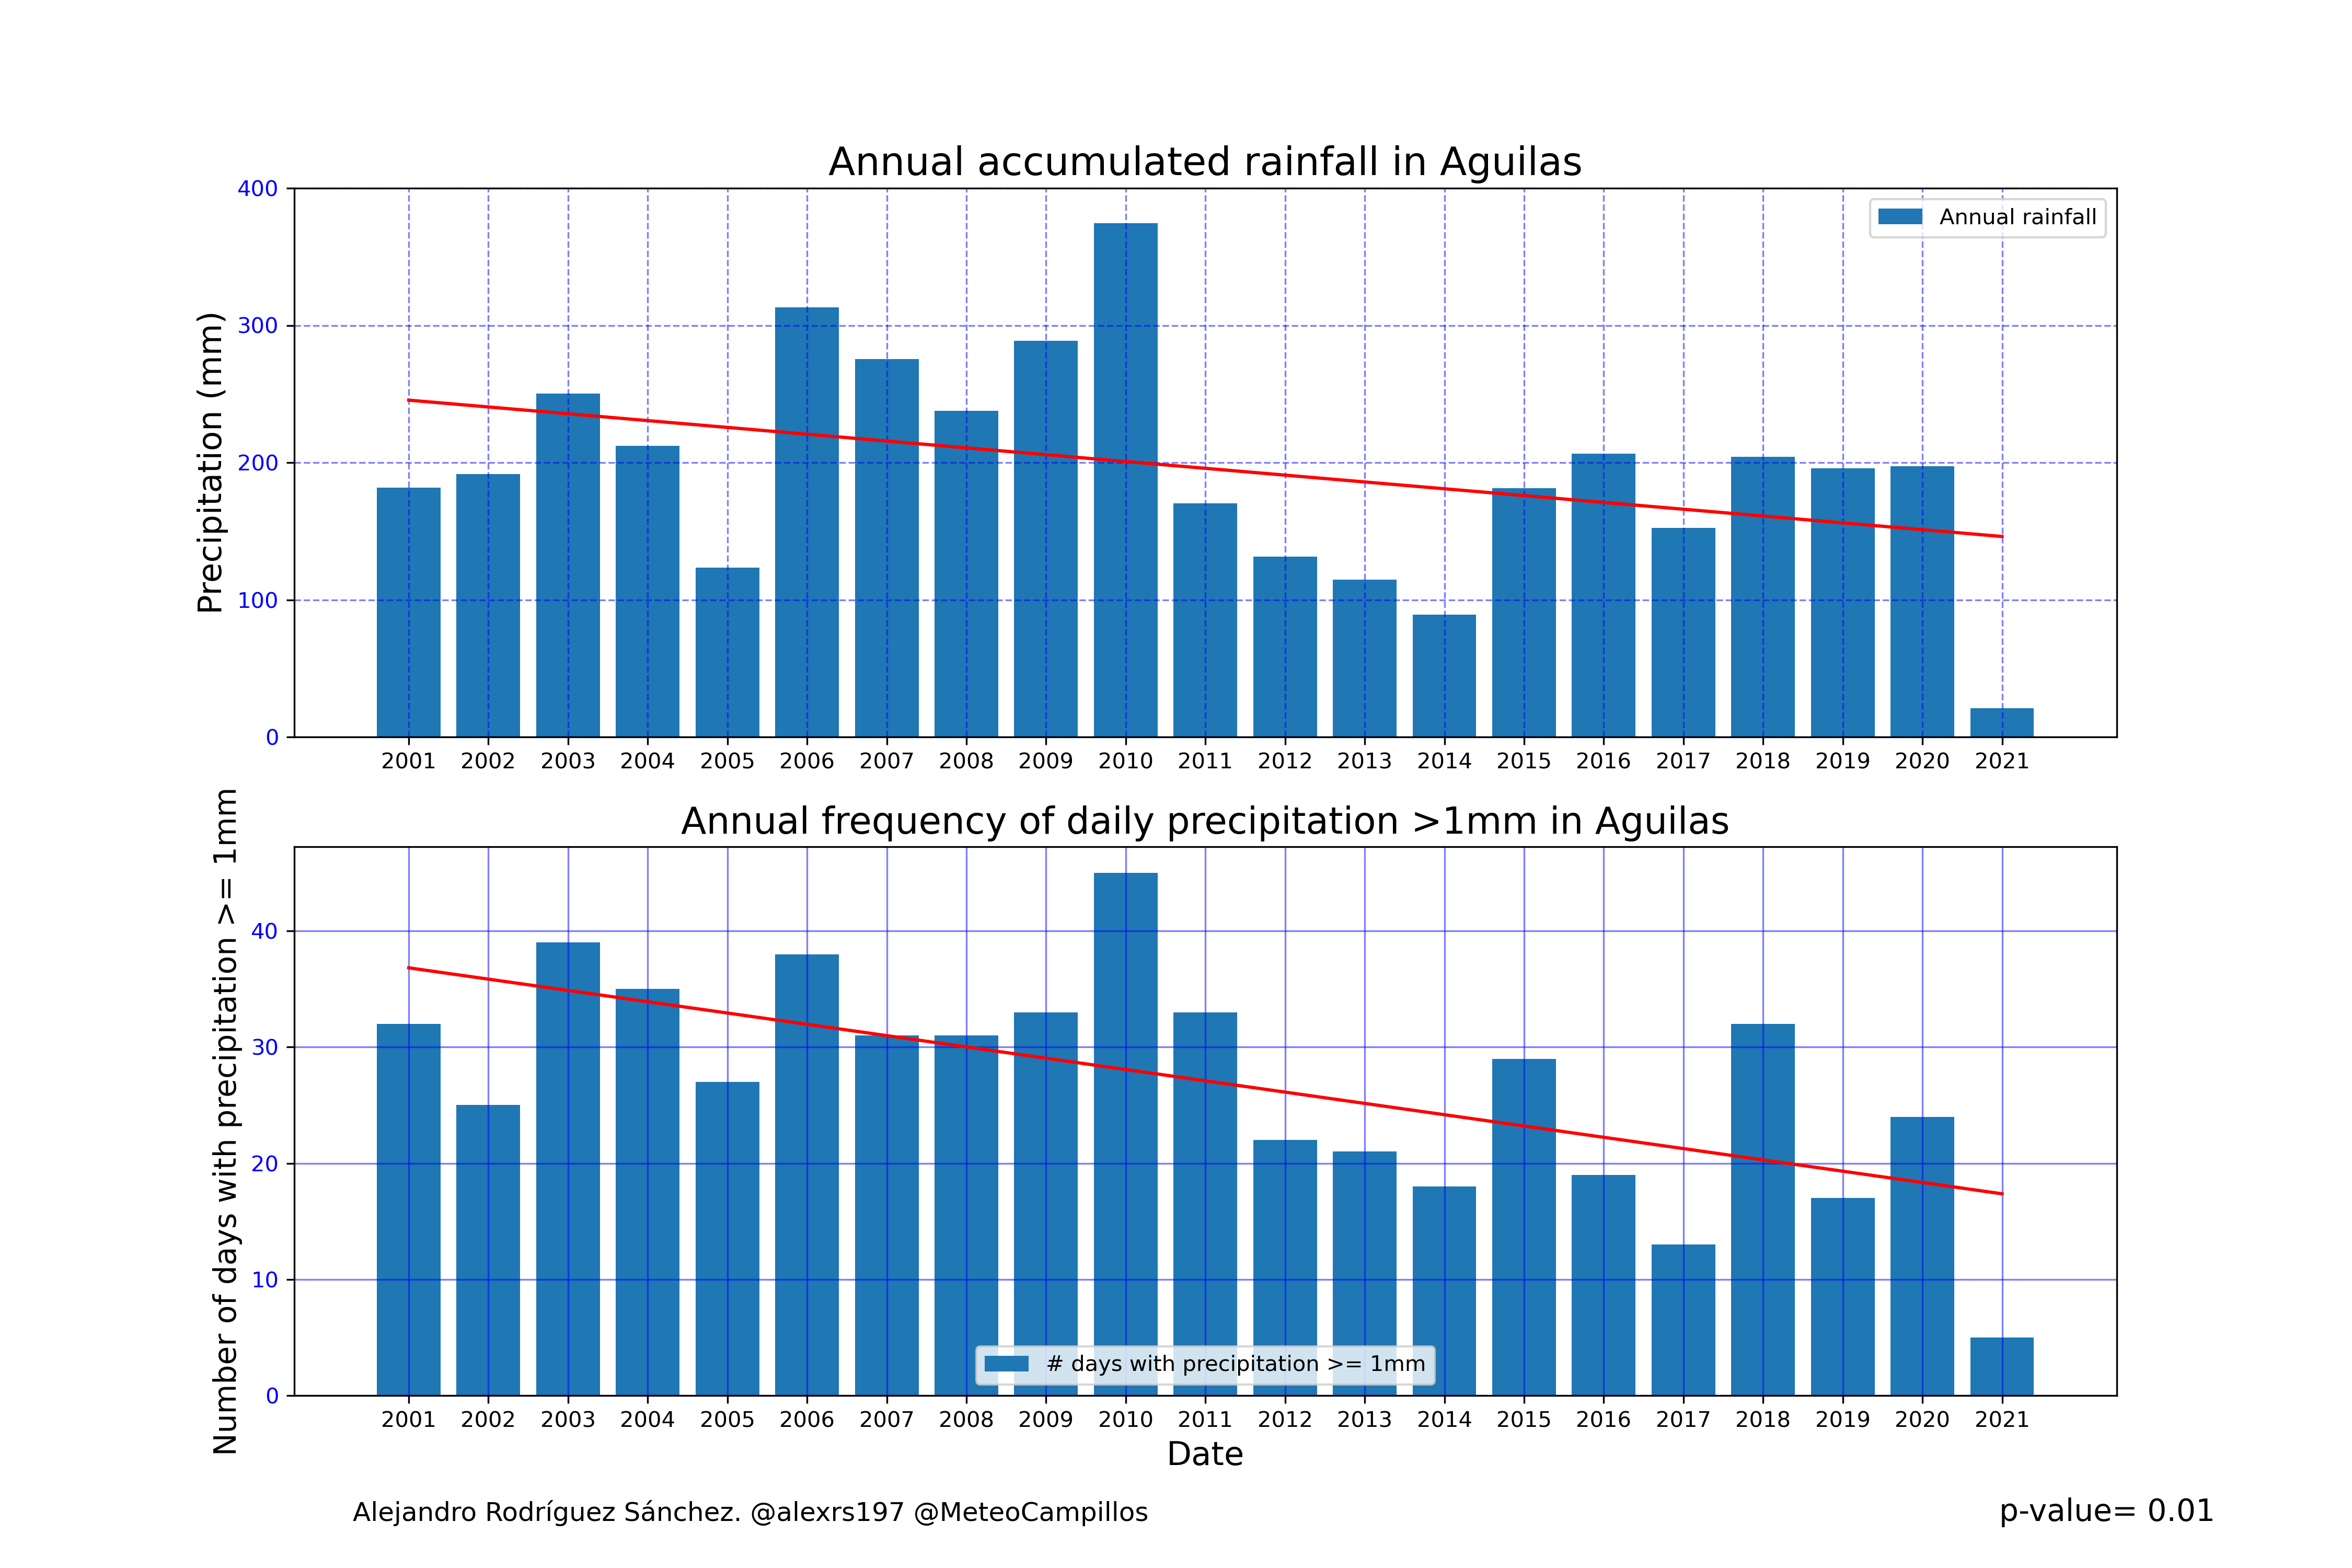 Annual accumulated rainfall in Aguilas
Precipitation (mm)
400
300
200
100
0
Annual rainfall
2001 2002 2003 2004 2005 2006 2007 2008 2009 2010 2011 2012 2013 2014 2015 2016 2017 2018 2019 2020 2021
Annual frequency of daily precipitation >1mm in Aguilas
Number of days with precipitation >= 1mm
40
30
20
10
0
# days with precipitation >= 1mm
2001 2002 2003 2004 2005 2006 2007 2008 2009 2010 2011 2012 2013 2014 2015 2016 2017 2018 2019 2020 2021
Date
Alejandro Rodríguez Sánchez. @alexrs197 @MeteoCampillos
p-value= 0.01